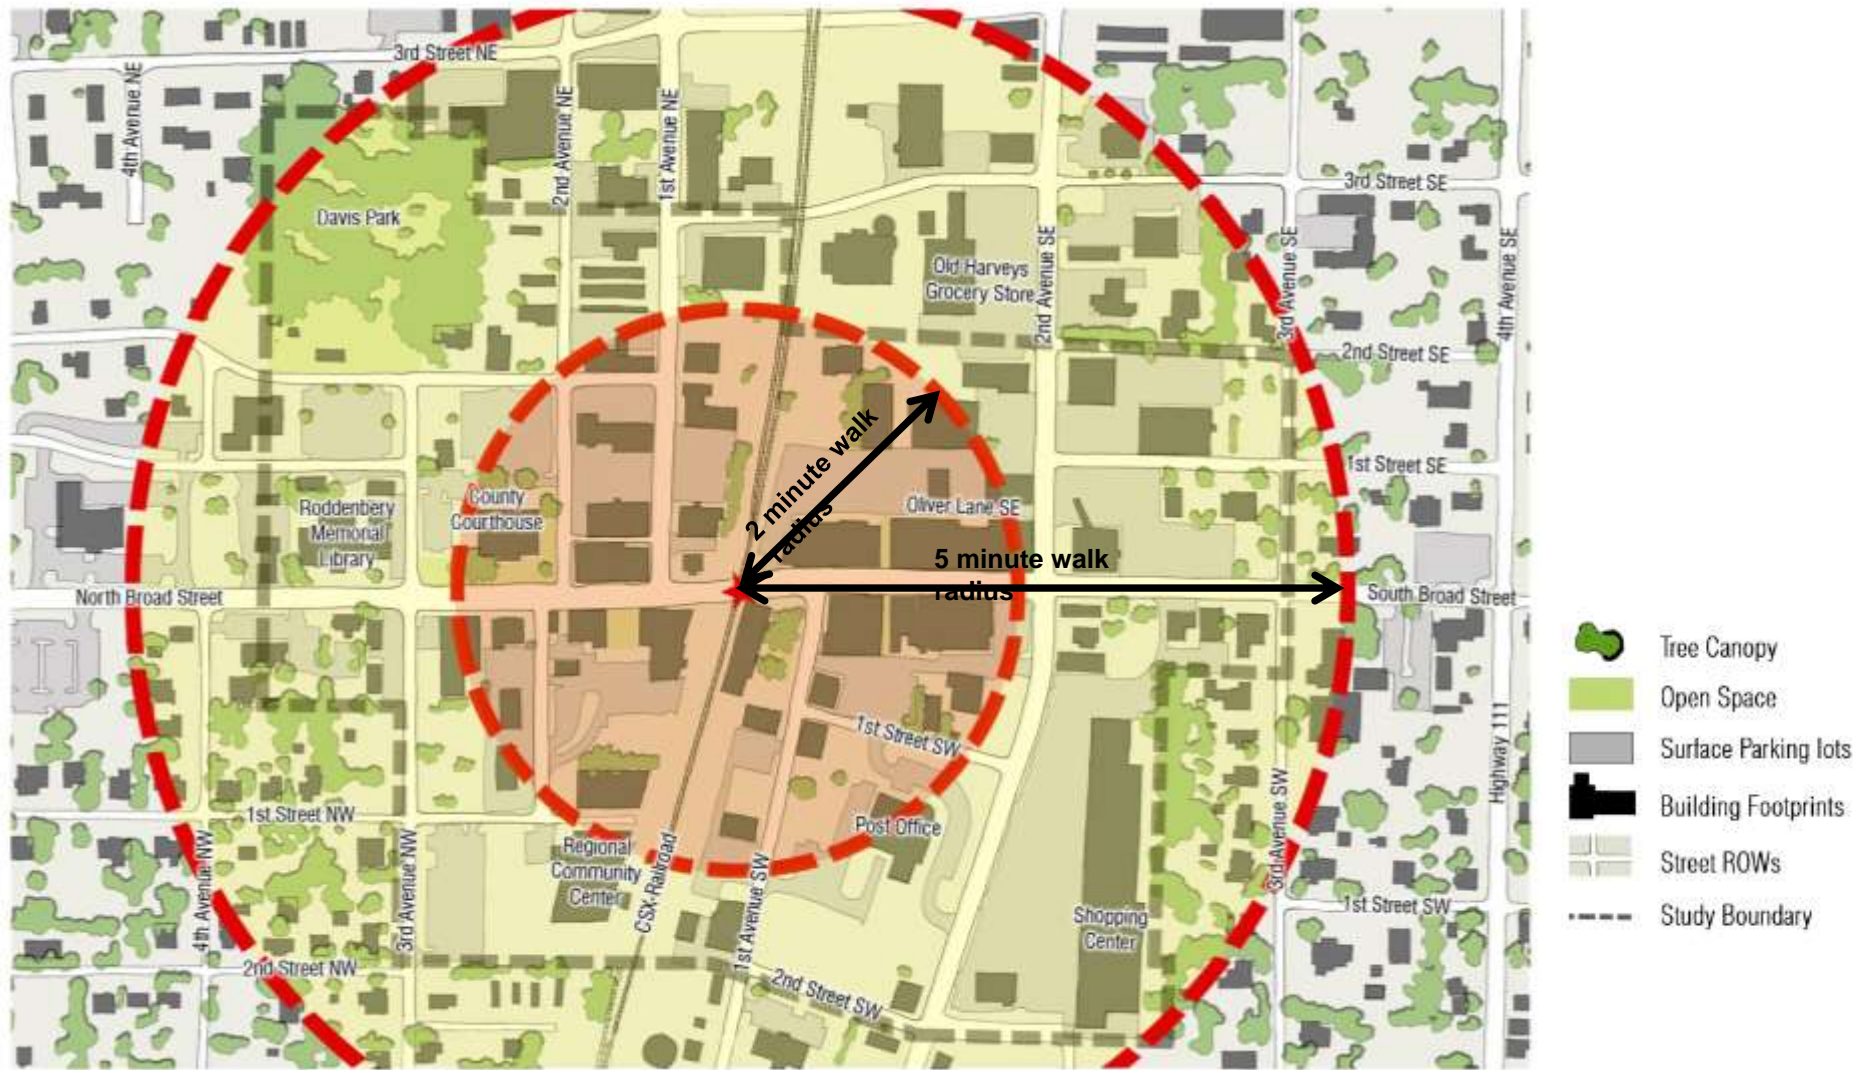 3rd Street NE
4th Avenue NE
2nd Avenue NE
1st Avenue NE
3rd Street SE
Davis Park
Old Harveys
Grocery Store
2nd Avenue SE
3rd Avenue SE
4th Avenue SE
2nd Street SE
2 minute walk
radius
1st Street SE
County
Courthouse
Roddenbery
Memorial
Library
Oliver Lane SE
5 minute walk
radius
North Broad Street
South Broad Street
1st Street SW
Highway 111
1st Street NW
Post Office
Regional
Community
Center
CSX Railroad
1st Avenue SW
3rd Avenue SW
4th Avenue NW
3rd Avenue NW
Shopping
Center
1st Street SW
2nd Street NW
2nd Street SW
Tree Canopy
Open Space
Surface Parking lots
Building Footprints
Street ROWs
Study Boundary